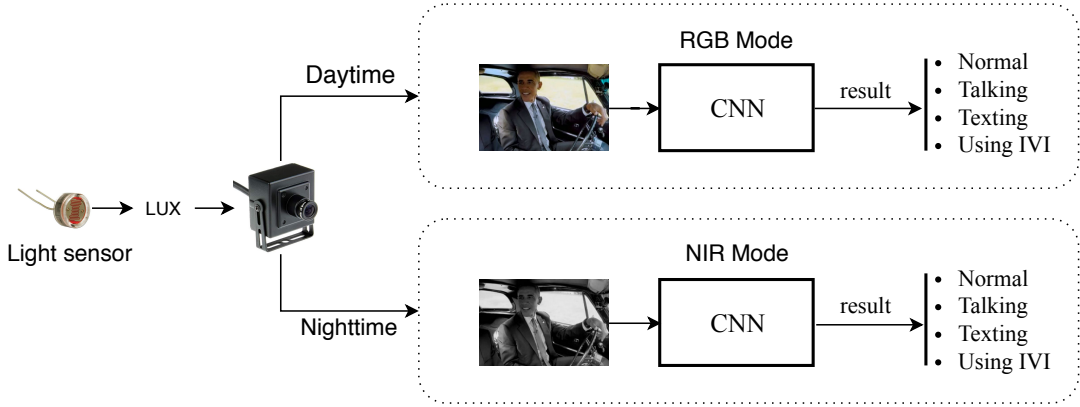 RGB Mode
Daytime
CNN
result
• Normal
• Talking
• Texting
• Using IVI
LUX
Light sensor
NIR Mode
Nighttime
CNN
result
• Normal
• Talking
• Texting
• Using IVI